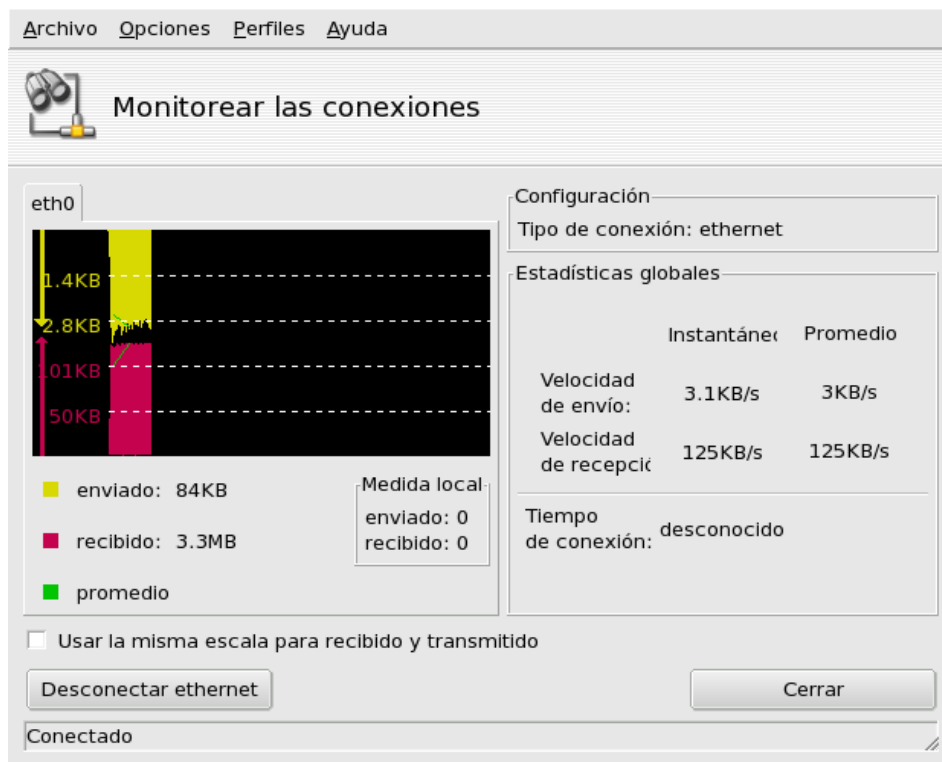 Archivo Opciones Perfiles Ayuda
Monitorear las conexiones
eth0
1.4KB
2.8KB
101KB
50KB
enviado: 84KB
recibido: 3.3MB
promedio
Medida local
enviado: 0
recibido: 0
Configuración
Tipo de conexión: ethernet
Estadísticas globales
Instantáne Promedio
Velocidad
de envío: 3.1KB/s 3KB/s
Velocidad
de recepci 125KB/s 125KB/s
Tiempo
de conexión: desconocido
Usar la misma escala para recibido y transmitido
Desconectar ethernet Cerrar
Conectado